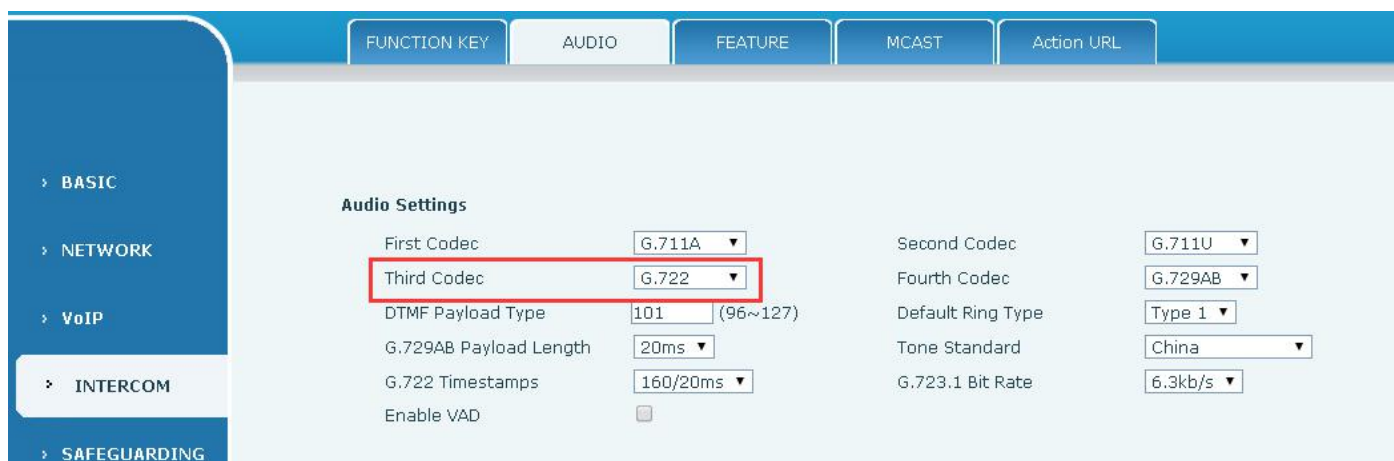 FUNCTION KEY AUDIO FEATURE MCAST Action URL
› BASIC
› NETWORK
› VoIP
› INTERCOM
› SAFEGUARDING
Audio Settings
First Codec G.711A Second Codec G.711U
Third Codec G.722 Fourth Codec G.729AB
DTMF Payload Type 101 (96~127) Default Ring Type Type 1
G.729AB Payload Length 20ms Tone Standard China
G.722 Timestamps 160/20ms G.723.1 Bit Rate 6.3kb/s
Enable VAD